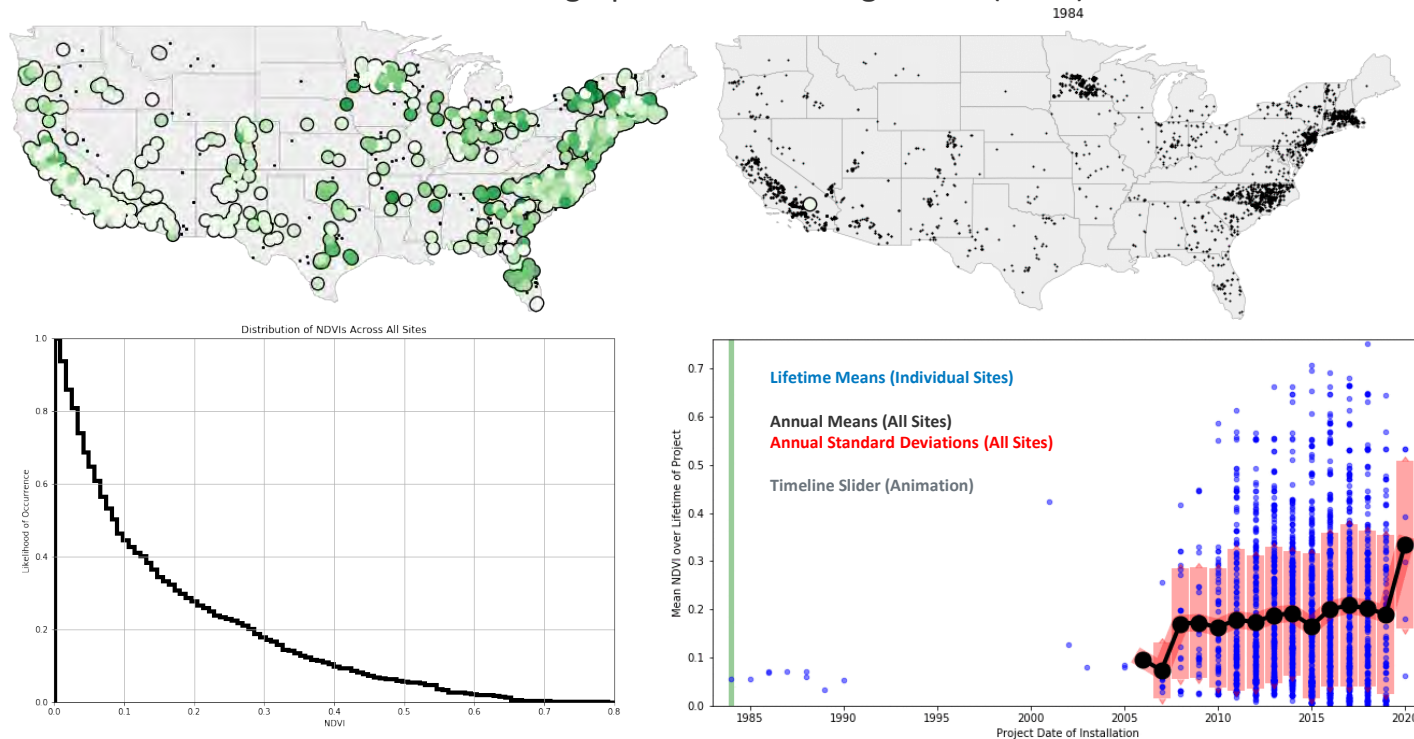 1984
Distribution of NDVIs Across All Sites
1.0
0.8
0.6
0.4
0.2
0.0
Likelihood of Occurrence
0.0 0.1 0.2 0.3 0.4 0.5 0.6 0.7 0.8
NDVI
0.7
0.6
0.5
0.4
0.3
0.2
0.1
0.0
Mean NDVI over Lifetime of Project
Lifetime Means (Individual Sites)
Annual Means (All Sites)
Annual Standard Deviations (All Sites)
Timeline Slider (Animation)
1985 1990 1995 2000 2005 2010 2015 2020
Project Date of Installation